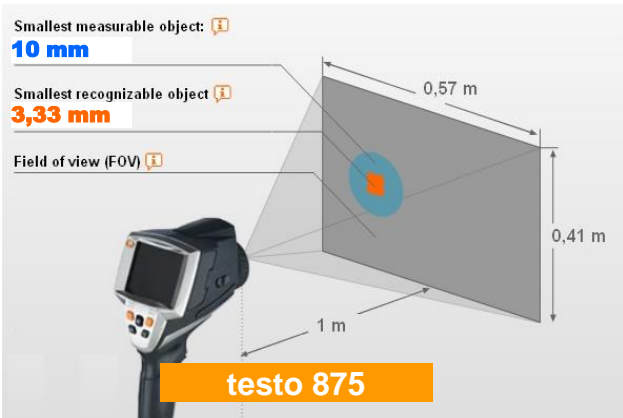 Smallest measurable object:
10 mm
Smallest recognizable object
3,33 mm
Field of view (FOV)
0,57 m
0,41 m
1 m
testo 875